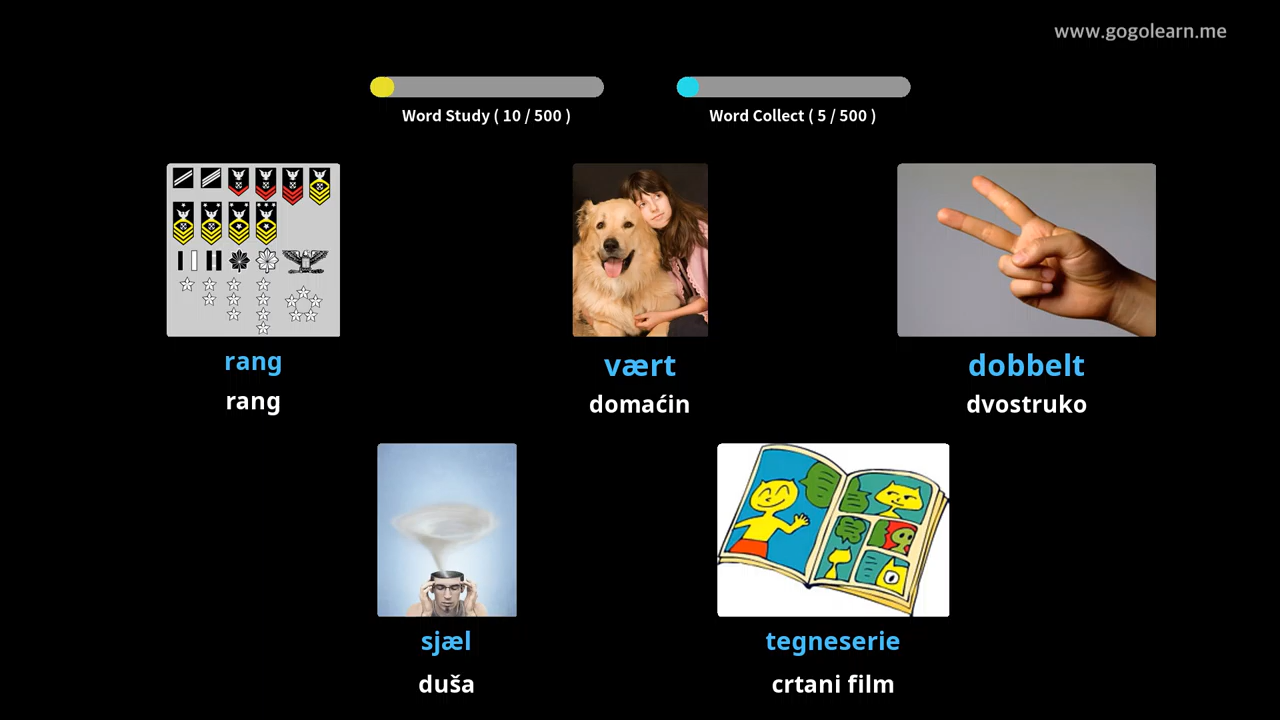 www.gogolearn.me
Word Study ( 10 / 500 )
Word Collect ( 5 / 500 )
rang
rang
vært
domaćin
dobbelt
dvostruko
sjæl
duša
tegneserie
crtani film